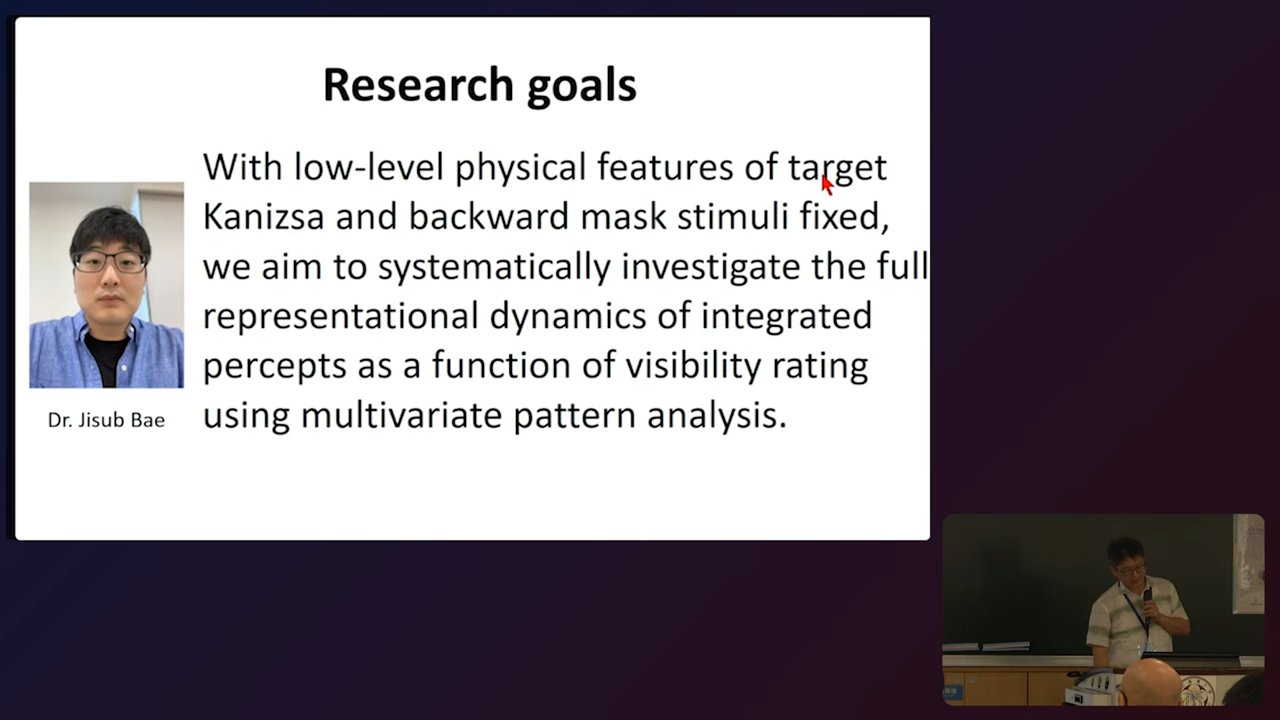 Research goals
With low-level physical features of target
Kanizsa and backward mask stimuli fixed,
we aim to systematically investigate the full
representational dynamics of integrated
percepts as a function of visibility rating
using multivariate pattern analysis.
Dr. Jisub Bae